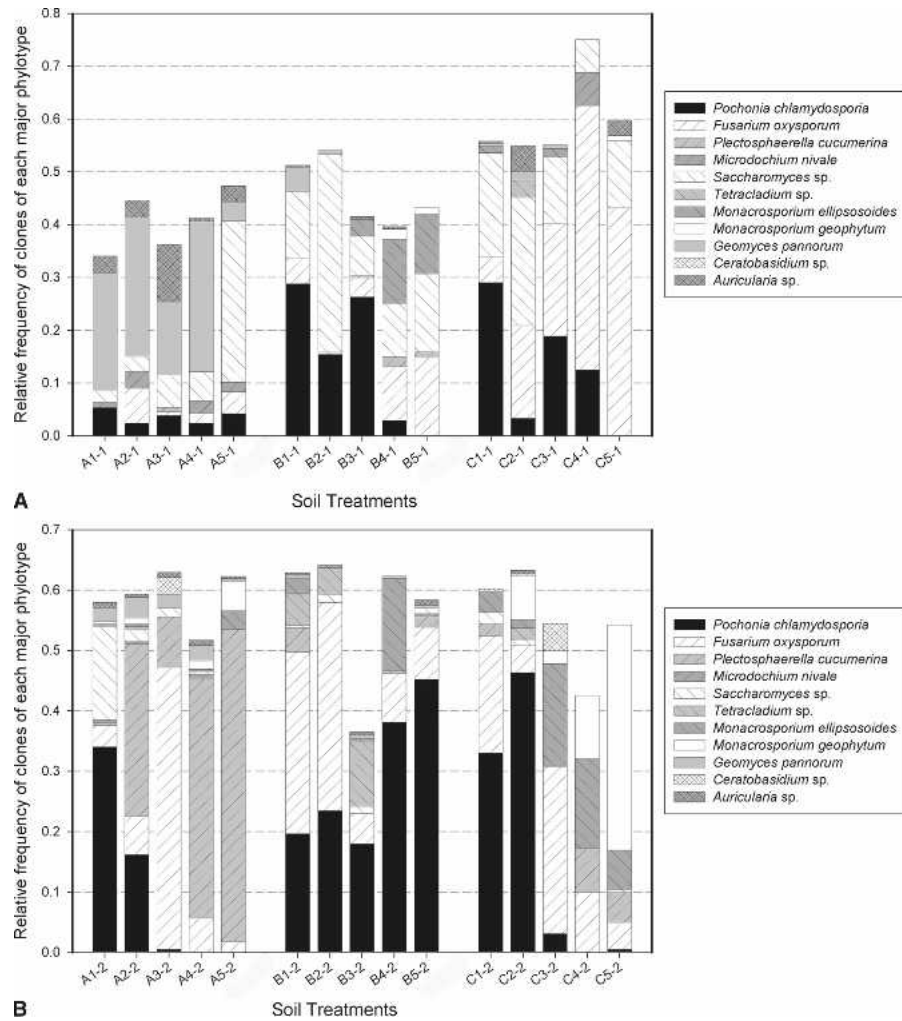 Relative frequency of clones of each major phylotype
0.8
0.7
0.6
0.5
0.4
0.3
0.2
0.1
0.0
A1-1
A2-1
A3-1
A4-1
A5-1
B1-1
B2-1
B3-1
B4-1
B5-1
C1-1
C2-1
C3-1
C4-1
C5-1
A
Soil Treatments
Pochonia chlamydosporia
Fusarium oxysporum
Plectosphaerella cucumerina
Microdochium nivale
Saccharomyces sp.
Tetracladium sp.
Monacrosporium ellipsosoides
Monacrosporium geophytum
Geomyces pannorum
Ceratobasidium sp.
Auricularia sp.
Relative frequency of clones of each major phylotype
0.7
0.6
0.5
0.4
0.3
0.2
0.1
0.0
A1-2
A2-2
A3-2
A4-2
A5-2
B1-2
B2-2
B3-2
B4-2
B5-2
C1-2
C2-2
C3-2
C4-2
C5-2
B
Soil Treatments
Pochonia chlamydosporia
Fusarium oxysporum
Plectosphaerella cucumerina
Microdochium nivale
Saccharomyces sp.
Tetracladium sp.
Monacrosporium ellipsosoides
Monacrosporium geophytum
Geomyces pannorum
Ceratobasidium sp.
Auricularia sp.